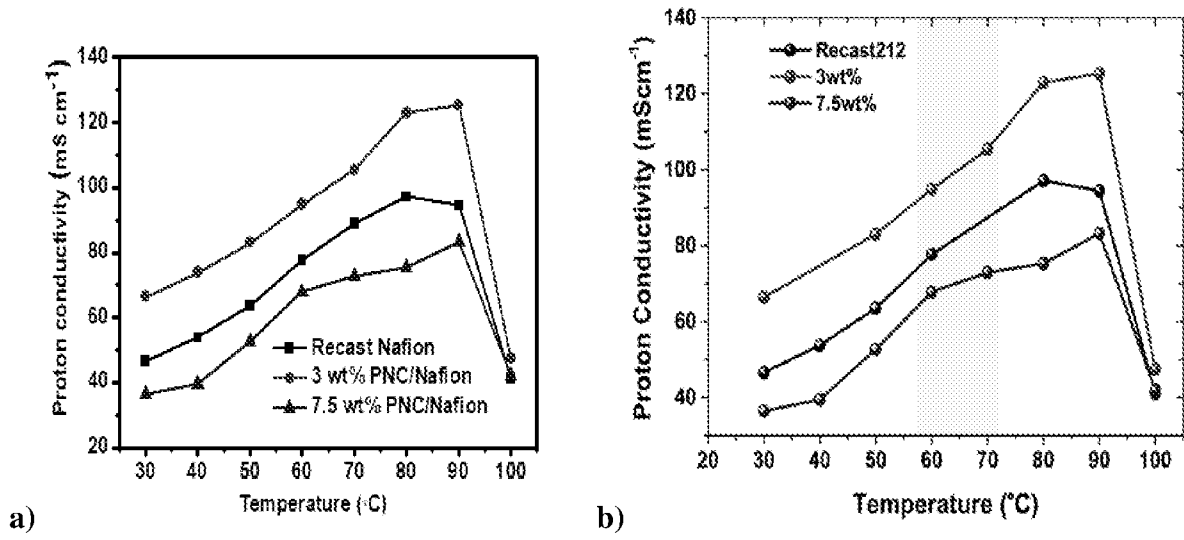 140
120
100
80
60
40
20
Proton conductivity (mS cm⁻¹)
Recast Nafion
3 wt% PNC/Nafion
7.5 wt% PNC/Nafion
30 40 50 60 70 80 90 100
Temperature (◦C)
a)
140
120
100
80
60
40
Proton Conductivity (mScm⁻¹)
Recast212
3wt%
7.5wt%
20 30 40 50 60 70 80 90 100
Temperature (°C)
b)